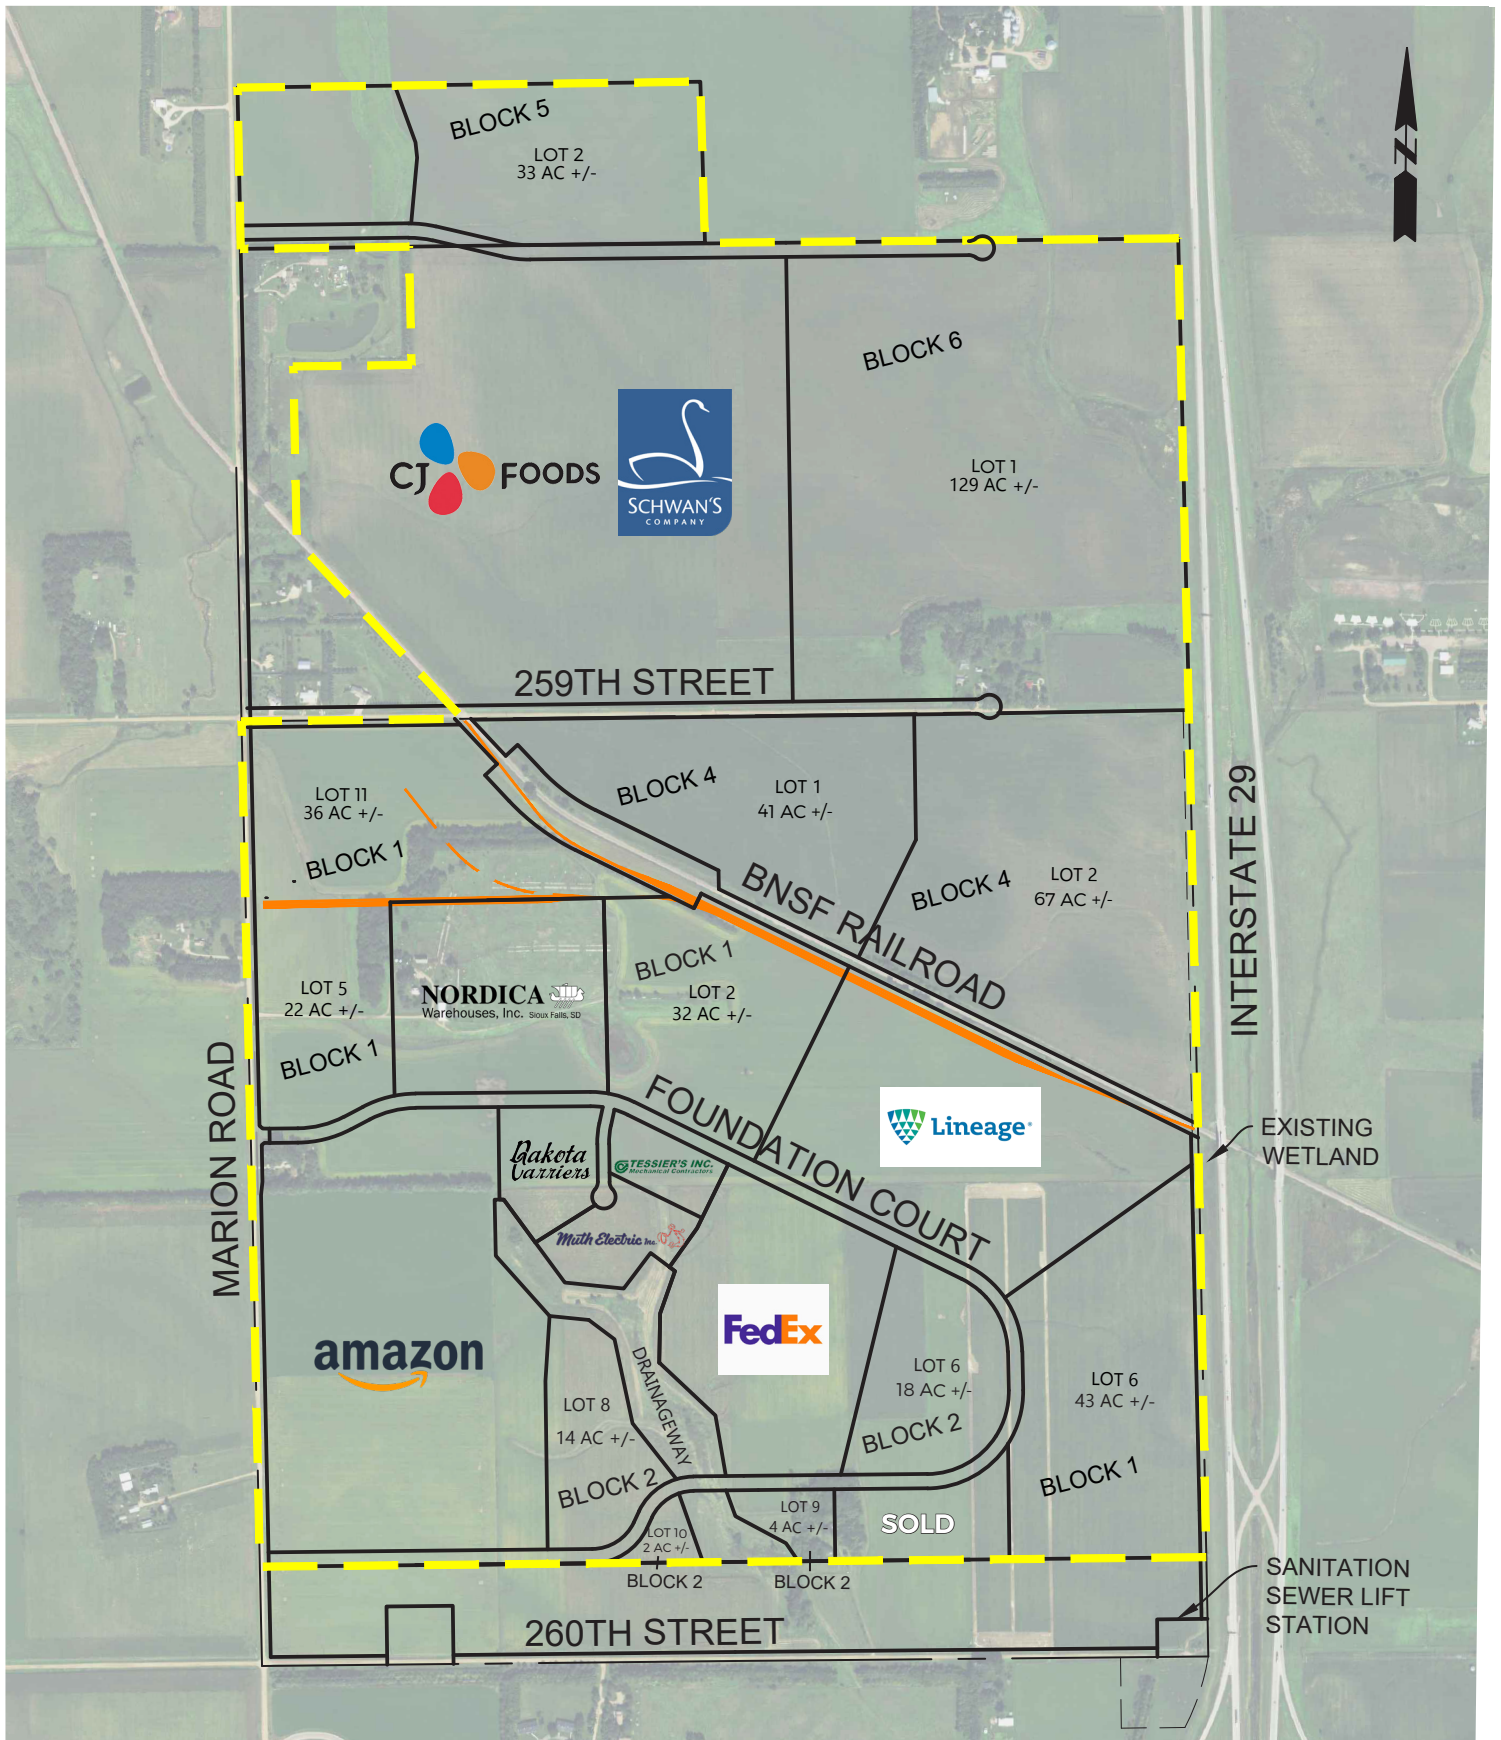 BLOCK 5
LOT 2
33 AC +/-
N
BLOCK 6
LOT 1
129 AC +/-
CJ FOODS
SCHWAN'S
COMPANY
259TH STREET
LOT 11
36 AC +/-
BLOCK 1
BLOCK 4
LOT 1
41 AC +/-
BLOCK 4
LOT 2
67 AC +/-
BNSF RAILROAD
INTERSTATE 29
LOT 5
22 AC +/-
BLOCK 1
NORDICA
Warehouses, Inc. Sioux Falls, SD
BLOCK 1
LOT 2
32 AC +/-
MARION ROAD
FOUNDATION COURT
Lineage
EXISTING
WETLAND
Dakota
Carriers
TESSIER'S INC.
Mechanical Contractors
Muth Electric Inc.
amazon
FedEx
DRAINAGEWAY
LOT 8
14 AC +/-
BLOCK 2
LOT 6
18 AC +/-
BLOCK 2
LOT 6
43 AC +/-
BLOCK 1
LOT 10
2 AC +/-
LOT 9
4 AC +/-
SOLD
BLOCK 2
BLOCK 2
260TH STREET
SANITATION
SEWER LIFT
STATION